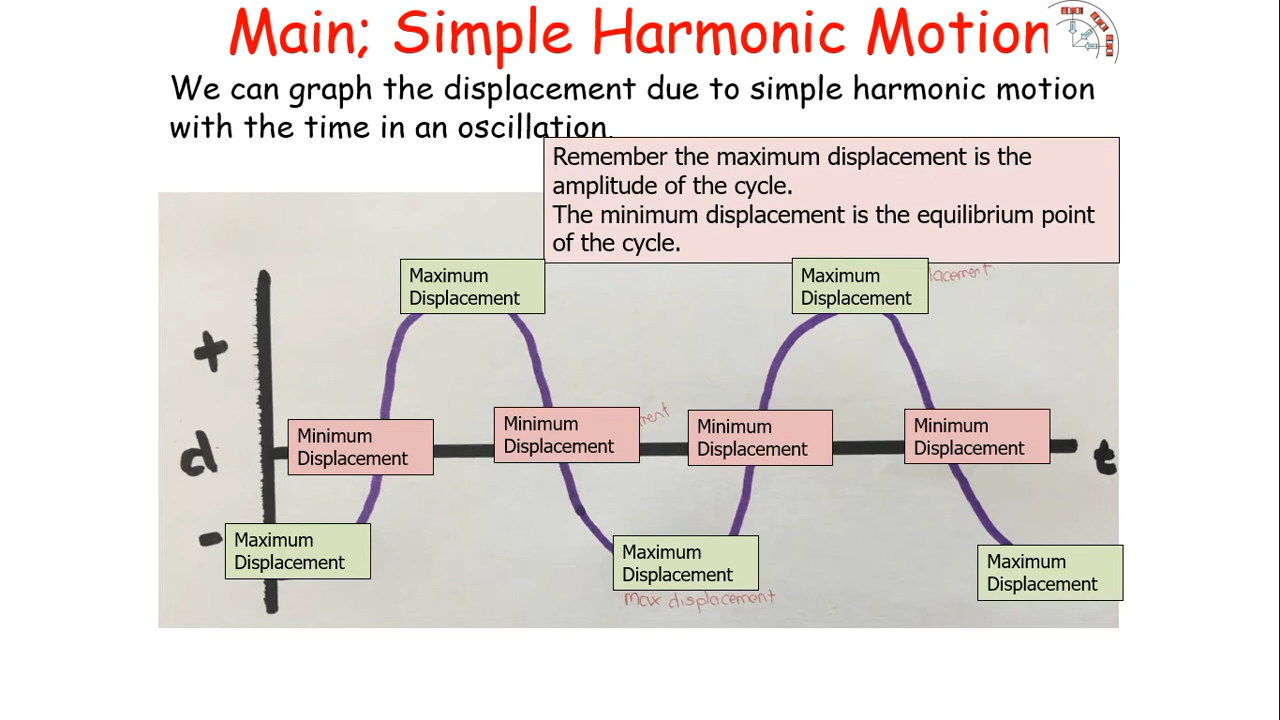 Main; Simple Harmonic Motion
We can graph the displacement due to simple harmonic motion
with the time in an oscillation.
Remember the maximum displacement is the
amplitude of the cycle.
The minimum displacement is the equilibrium point
of the cycle.
Maximum
Displacement
Maximum
Displacement
+
Minimum
Displacement
Minimum
Displacement
Minimum
Displacement
Minimum
Displacement
d
t
-
Maximum
Displacement
Maximum
Displacement
Maximum
Displacement
Max displacement